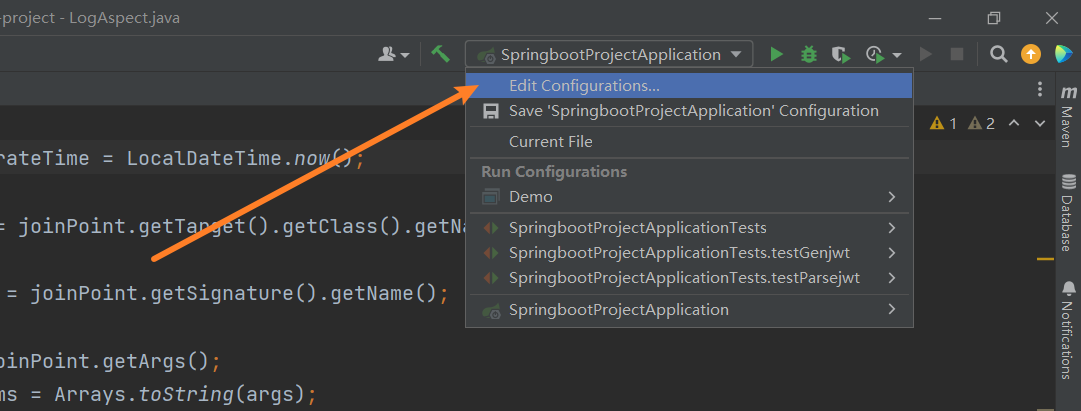 -project - LogAspect.java
SpringbootProjectApplication
Edit Configurations...
Save 'SpringbootProjectApplication' Configuration
Current File
Run Configurations
Demo
SpringbootProjectApplicationTests
SpringbootProjectApplicationTests.testGenjwt
SpringbootProjectApplicationTests.testParsejwt
SpringbootProjectApplication
1 2
rateTime = LocalDateTime.now();
= joinPoint.getTarget().getClass().getNa
= joinPoint.getSignature().getName();
oinPoint.getArgs();
ms = Arrays.toString(args);
m
Maven
Database
Notifications